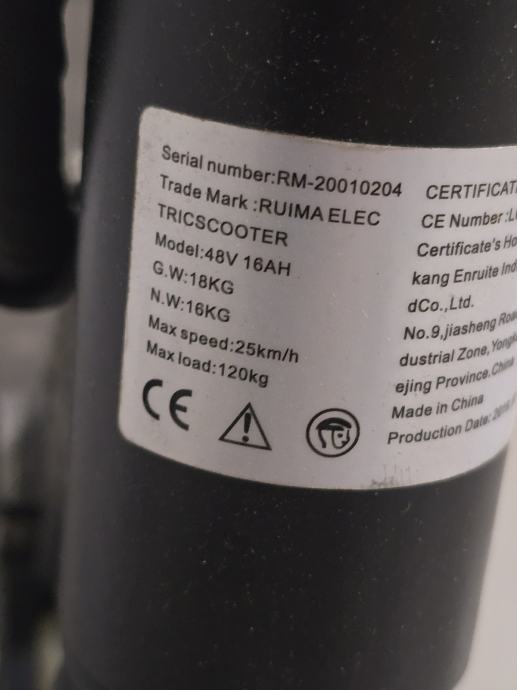 Serial number:RM-20010204
Trade Mark :RUIMA ELEC
TRICSCOOTER
Model:48V 16AH
G.W:18KG
N.W:16KG
Max speed:25km/h
Max load:120kg
CE
CE Number
Certificate's
kang Enruite
dCo.,Ltd.
No.9,jiasheng
dustrial Zone,
ejing Province.China
Made in China
Production Date: